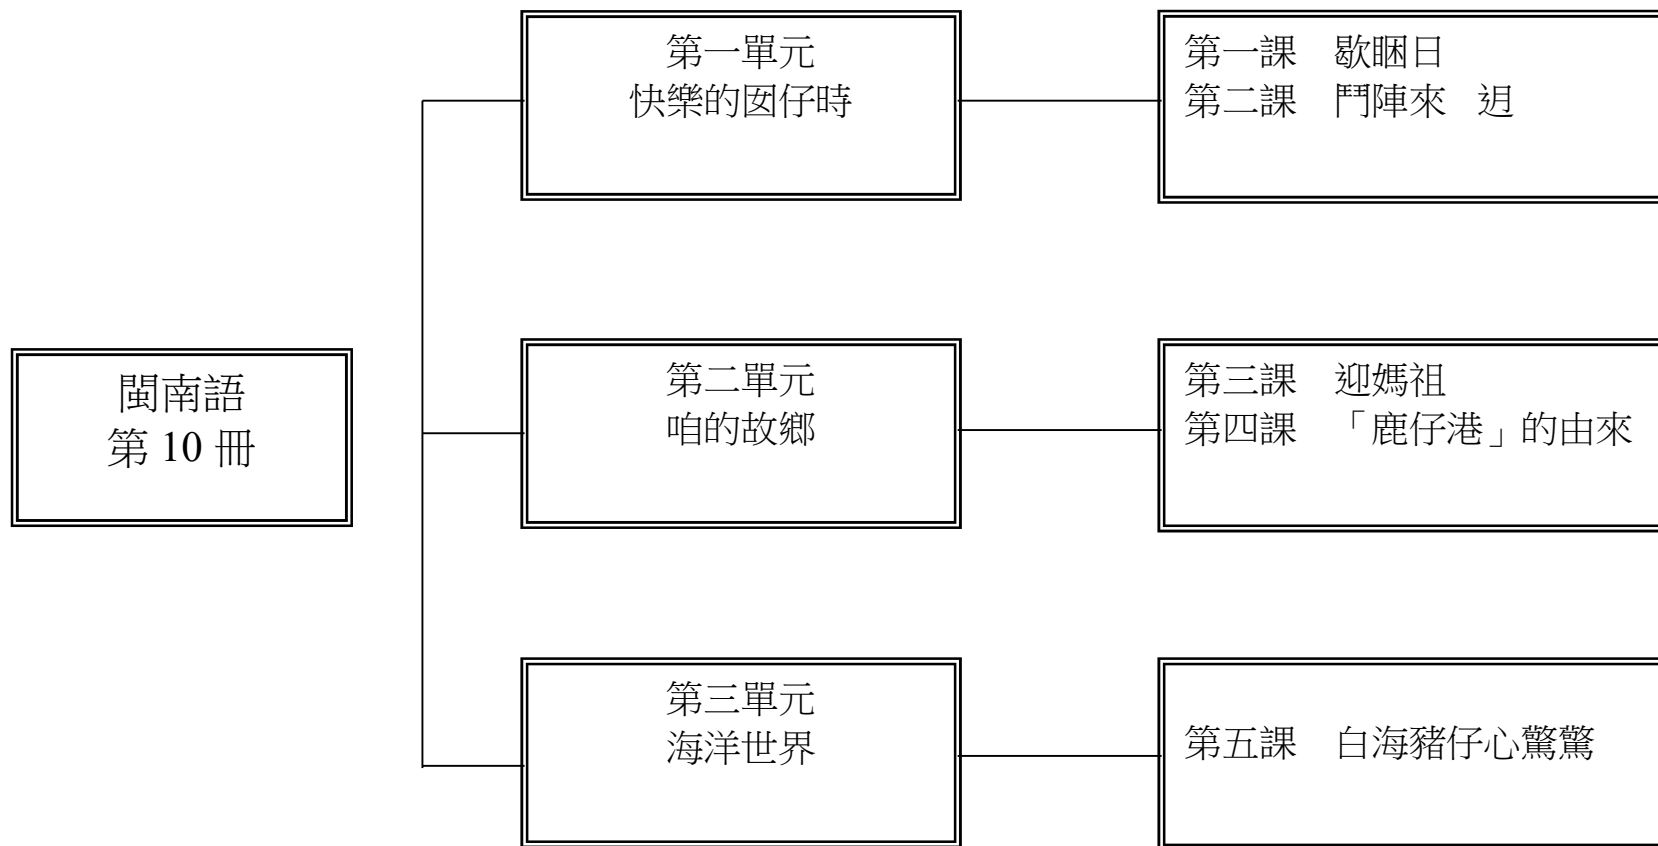 閩南語
第 10 冊
第一單元
快樂的囡仔時
第一課　歇睏日
第二課　鬥陣來　迌
第二單元
咱的故鄉
第三課　迎媽祖
第四課　「鹿仔港」的由來
第三單元
海洋世界
第五課　白海豬仔心驚驚